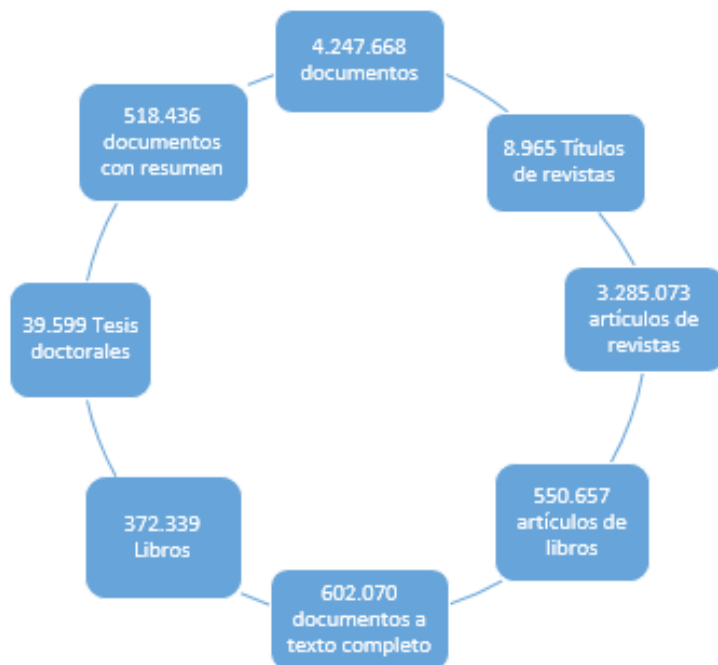 4.247.668
documentos
8.965 Títulos
de revistas
3.285.073
artículos de
revistas
550.657
artículos de
libros
602.070
documentos a
texto completo
372.339
Libros
39.599 Tesis
doctorales
518.436
documentos
con resumen